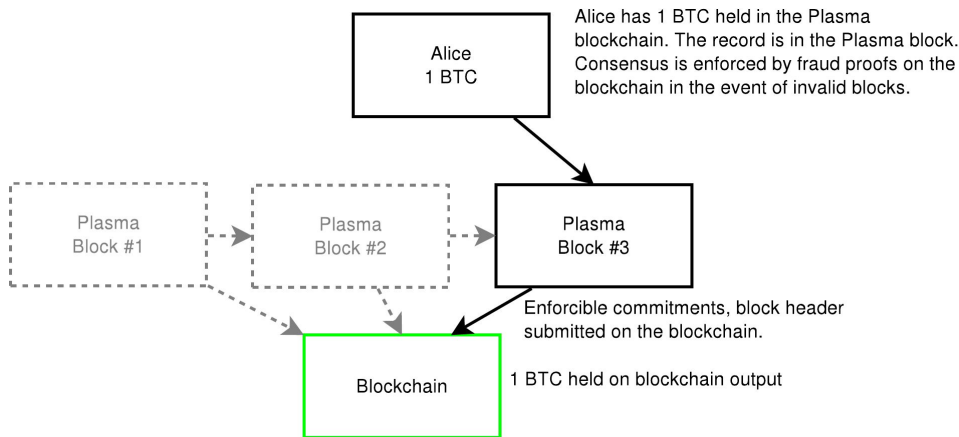 Alice
1 BTC
Alice has 1 BTC held in the Plasma
blockchain. The record is in the Plasma block.
Consensus is enforced by fraud proofs on the
blockchain in the event of invalid blocks.
Plasma
Block #1
Plasma
Block #2
Plasma
Block #3
Enforcible commitments, block header
submitted on the blockchain.
Blockchain
1 BTC held on blockchain output